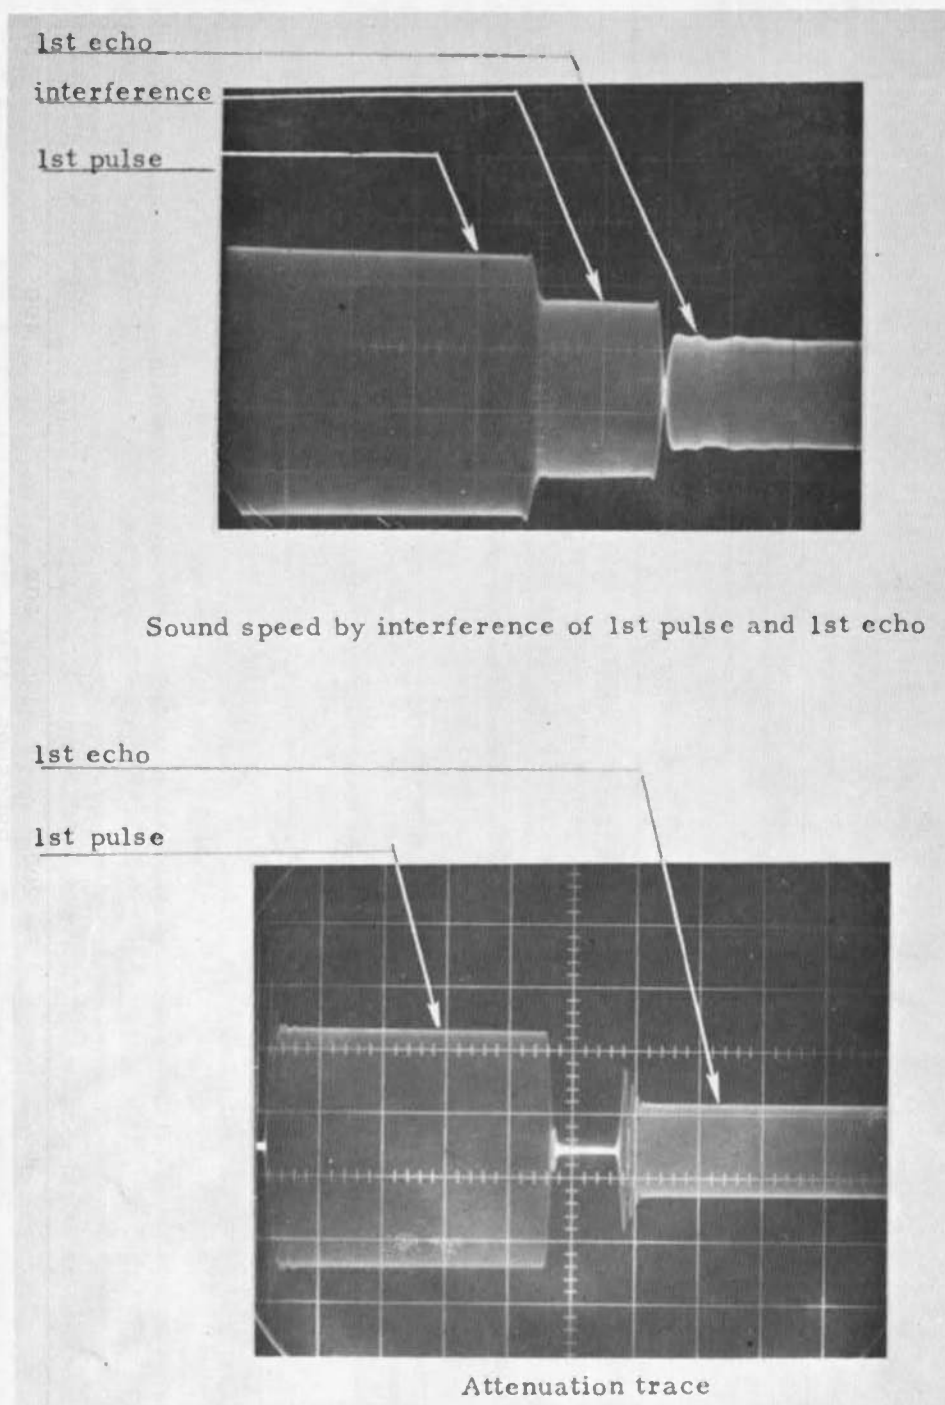 1st echo
interference
1st pulse
Sound speed by interference of 1st pulse and 1st echo
1st echo
1st pulse
Attenuation trace